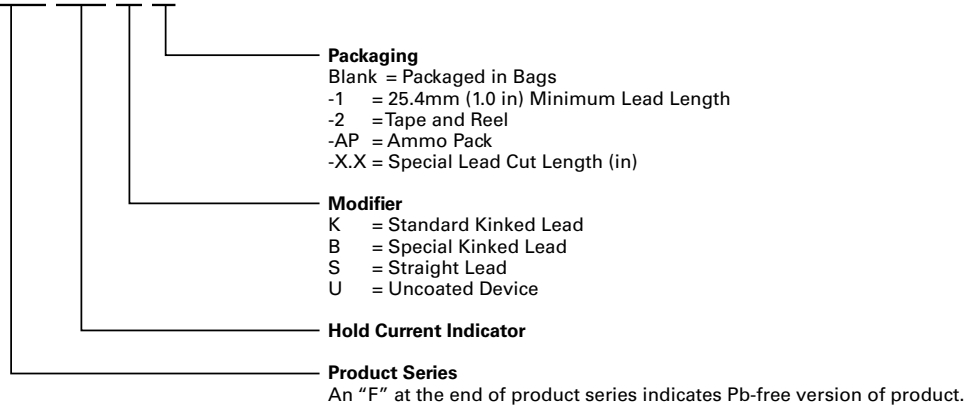 Packaging
Blank = Packaged in Bags
-1 = 25.4mm (1.0 in) Minimum Lead Length
-2 =Tape and Reel
-AP = Ammo Pack
-X.X = Special Lead Cut Length (in)
Modifier
K = Standard Kinked Lead
B = Special Kinked Lead
S = Straight Lead
U = Uncoated Device
Hold Current Indicator
Product Series
An “F” at the end of product series indicates Pb-free version of product.